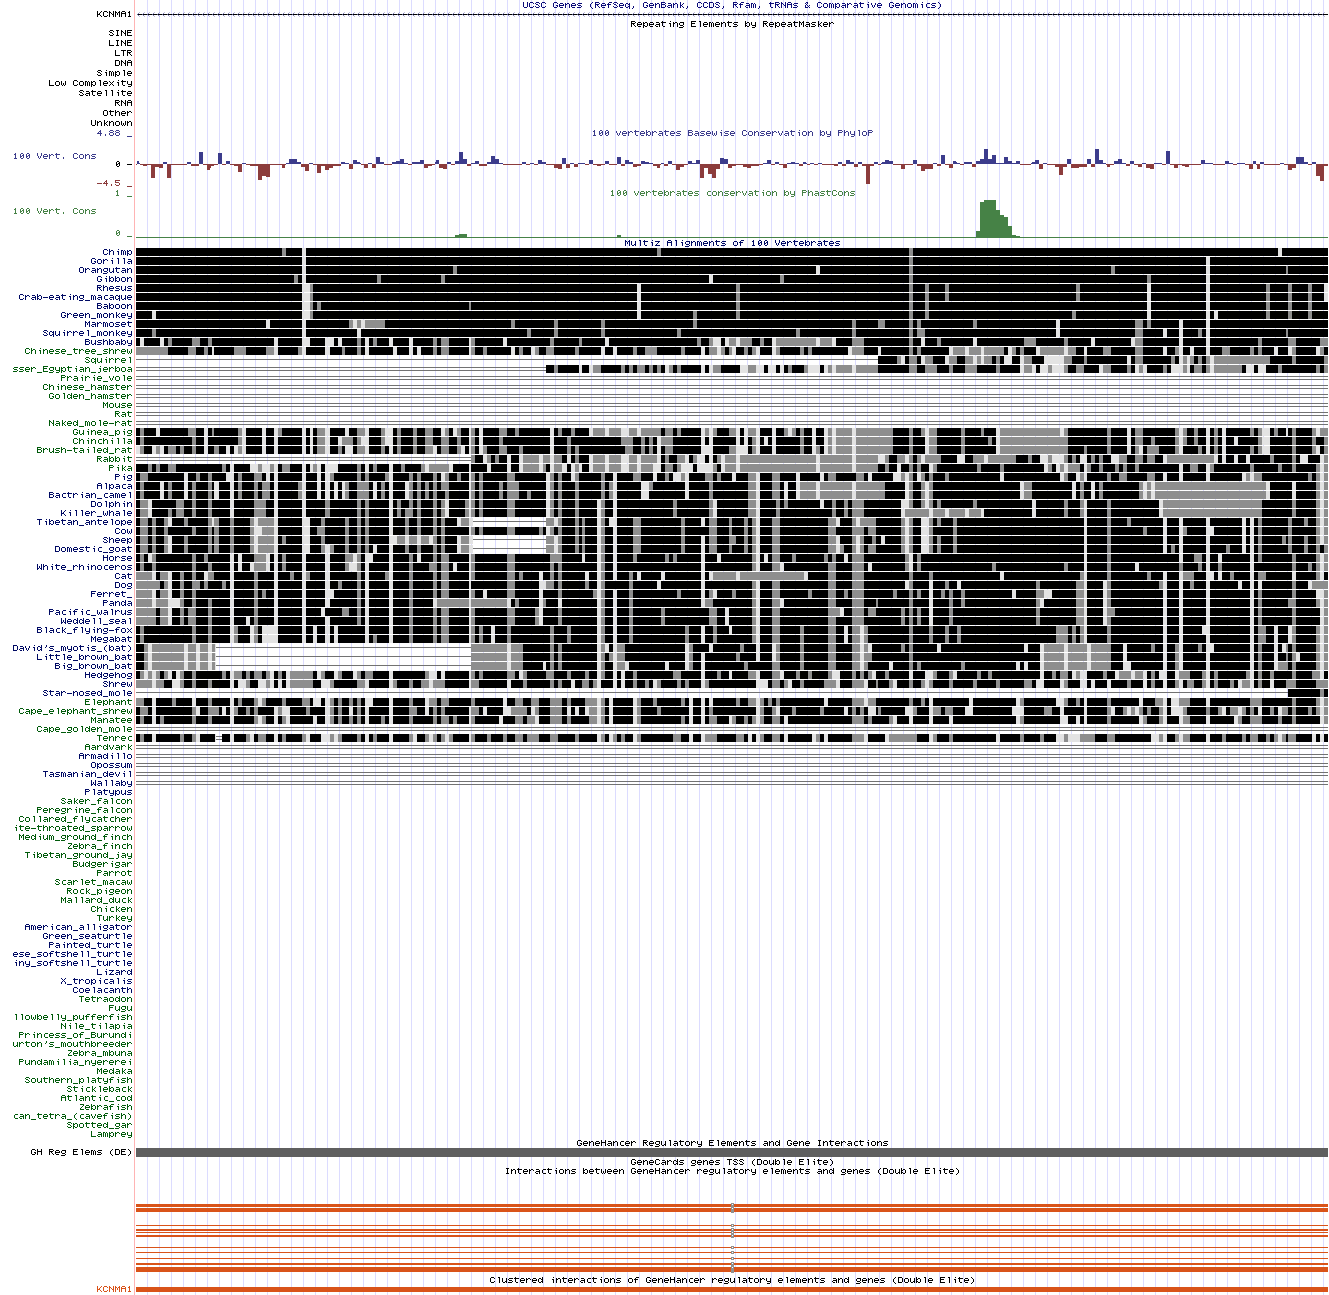 UCSC Genes (RefSeq, GenBank, CCDS, Rfam, tRNAs & Comparative Genomics)
KCNMA1
Repeating Elements by RepeatMasker
SINE
LINE
LTR
DNA
Simple
Low Complexity
Satellite
RNA
Other
Unknown
4.88 _
100 vertebrates Basewise Conservation by PhyloP
100 Vert. Cons
0 -
-4.5 _
100 vertebrates conservation by PhastCons
1 _
100 Vert. Cons
0 _
Multiz Alignments of 100 Vertebrates
Chimp
Gorilla
Orangutan
Gibbon
Rhesus
Crab-eating_macaque
Baboon
Green_monkey
Marmoset
Squirrel_monkey
Bushbaby
Chinese_tree_shrew
Squirrel
sser_Egyptian_jerboa
Prairie_vole
Chinese_hamster
Golden_hamster
Mouse
Rat
Naked_mole-rat
Guinea_pig
Chinchilla
Brush-tailed_rat
Rabbit
Pika
Pig
Alpaca
Bactrian_camel
Dolphin
Killer_whale
Tibetan_antelope
Cow
Sheep
Domestic_goat
Horse
White_rhinoceros
Cat
Dog
Ferret_
Panda
Pacific_walrus
Weddell_seal
Black_flying-fox
Megabat
David's_myotis_(bat)
Little_brown_bat
Big_brown_bat
Hedgehog
Shrew
Star-nosed_mole
Elephant
Cape_elephant_shrew
Manatee
Cape_golden_mole
Tenrec
Aardvark
Armadillo
Opossum
Tasmanian_devil
Wallaby
Platypus
Saker_falcon
Peregrine_falcon
Collared_flycatcher
ite-throated_sparrow
Medium_ground_finch
Zebra_finch
Tibetan_ground_jay
Budgerigar
Parrot
Scarlet_macaw
Rock_pigeon
Mallard_duck
Chicken
Turkey
American_alligator
Green_seaturtle
Painted_turtle
ese_softshell_turtle
iny_softshell_turtle
Lizard
X_tropicalis
Coelacanth
Tetraodon
Fugu
llowbelly_pufferfish
Nile_tilapia
Princess_of_Burundi
urton's_mouthbreeder
Zebra_mbuna
Pundamilia_nyererei
Medaka
Southern_platyfish
Stickleback
Atlantic_cod
Zebrafish
can_tetra_(cavefish)
Spotted_gar
Lamprey
GeneHancer Regulatory Elements and Gene Interactions
GH Reg Elems (DE)
GeneCards genes TSS (Double Elite)
Interactions between GeneHancer regulatory elements and genes (Double Elite)
Clustered interactions of GeneHancer regulatory elements and genes (Double Elite)
KCNMA1